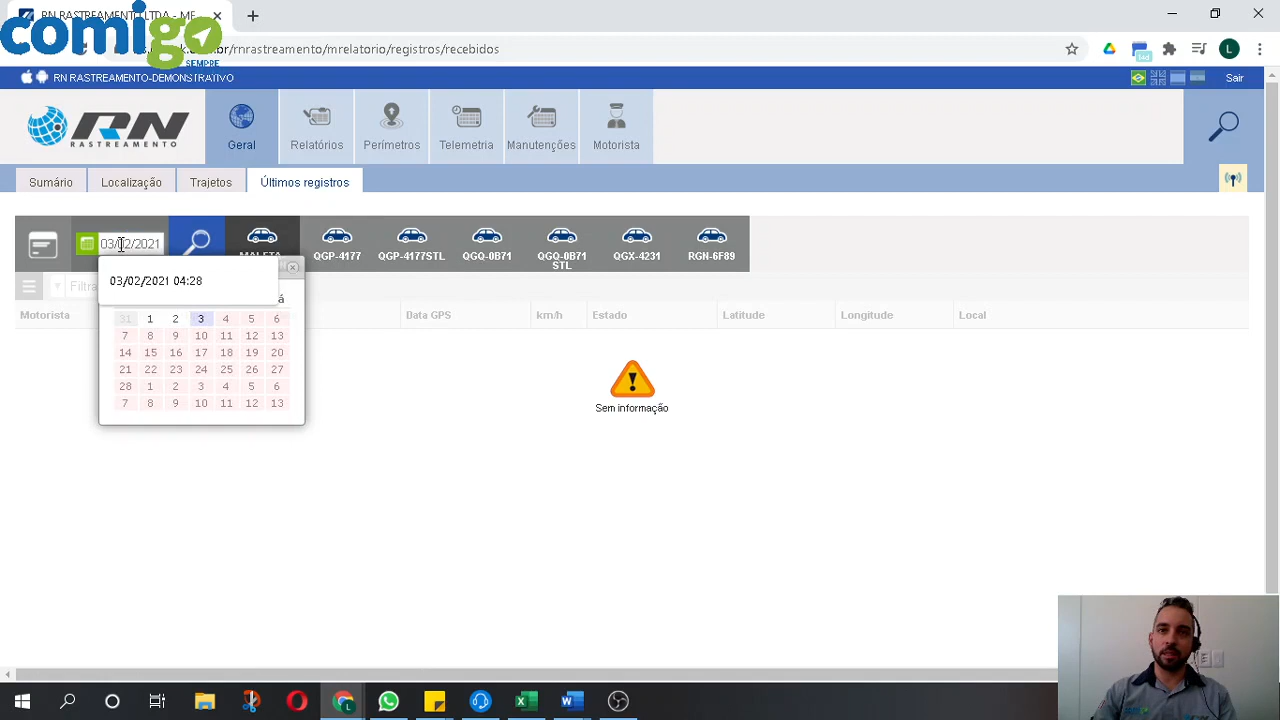 RN RASTREAMENTO LTDA - ME
comigo
SEMPRE
br/rnrastreamento/mrelatorio/registros/recebidos
RN RASTREAMENTO-DEMONSTRATIVO
Sair
RN
RASTREAMENTO
Geral
Relatórios
Perímetros
Telemetria
Manutenções
Motorista
Sumário
Localização
Trajetos
Últimos registros
03/02/2021
MALETA
QGP-4177
QGP-4177STL
QGQ-0B71
QGQ-0B71
STL
QGX-4231
RGN-6F89
03/02/2021 04:28
Filtra
á
Motorista
Data GPS
km/h
Estado
Latitude
Longitude
Local
31 1 2 3 4 5 6
7 8 9 10 11 12 13
14 15 16 17 18 19 20
21 22 23 24 25 26 27
28 1 2 3 4 5 6
7 8 9 10 11 12 13
Sem informação